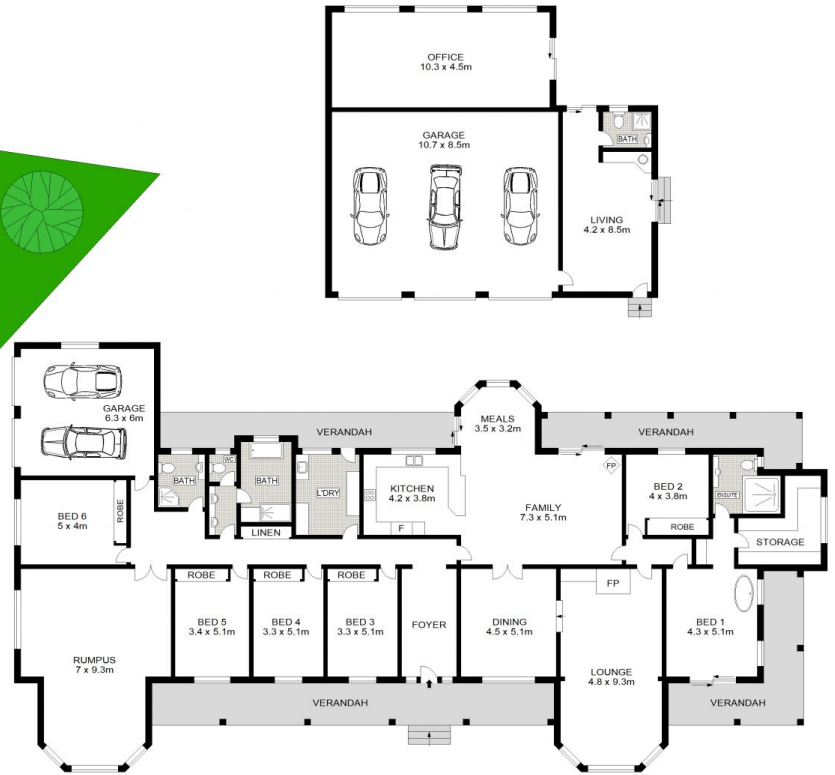 OFFICE
10.3 x 4.5m
GARAGE
10.7 x 8.5m
BATH
LIVING
4.2 x 8.5m
GARAGE
6.3 x 6m
VERANDAH
MEALS
3.5 x 3.2m
VERANDAH
BATH
WC
BATH
L'DRY
KITCHEN
4.2 x 3.8m
F
FAMILY
7.3 x 5.1m
FP
BED 2
4 x 3.8m
ROBE
ENSUITE
STORAGE
BED 6
5 x 4m
ROBE
LINEN
ROBE
ROBE
ROBE
BED 5
3.4 x 5.1m
BED 4
3.3 x 5.1m
BED 3
3.3 x 5.1m
FOYER
DINING
4.5 x 5.1m
FP
BED 1
4.3 x 5.1m
RUMPUS
7 x 9.3m
LOUNGE
4.8 x 9.3m
VERANDAH
VERANDAH